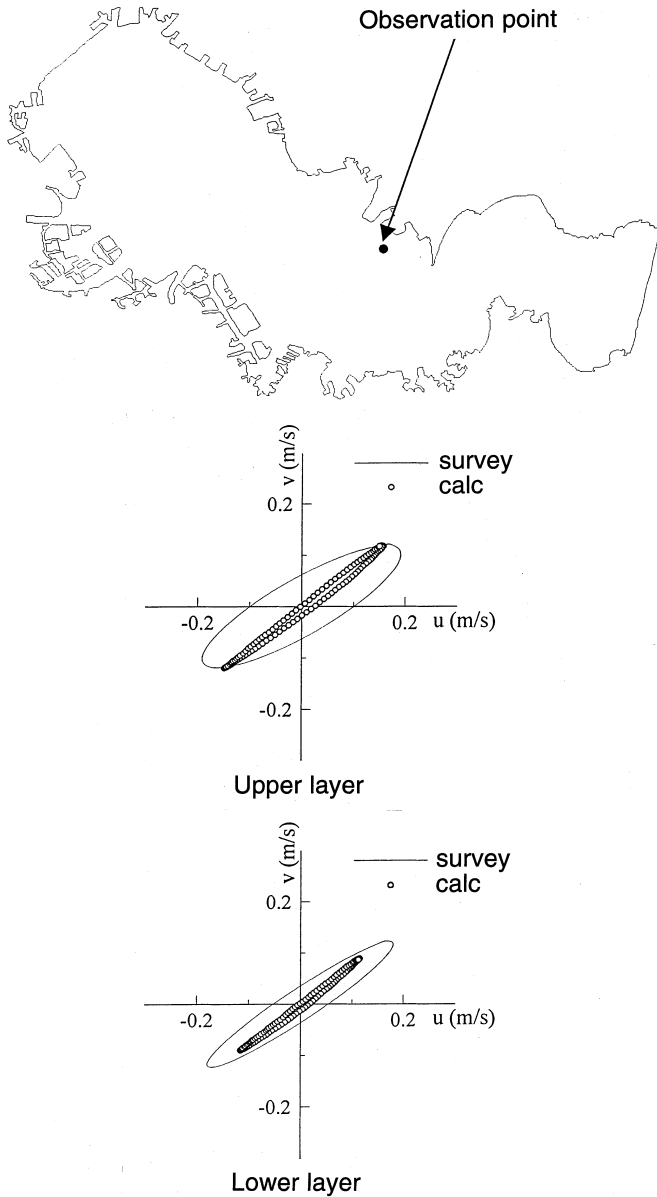 Observation point
v (m/s)
survey
calc
0.2
-0.2
0.2
u (m/s)
-0.2
Upper layer
v (m/s)
survey
calc
0.2
-0.2
0.2
u (m/s)
-0.2
Lower layer